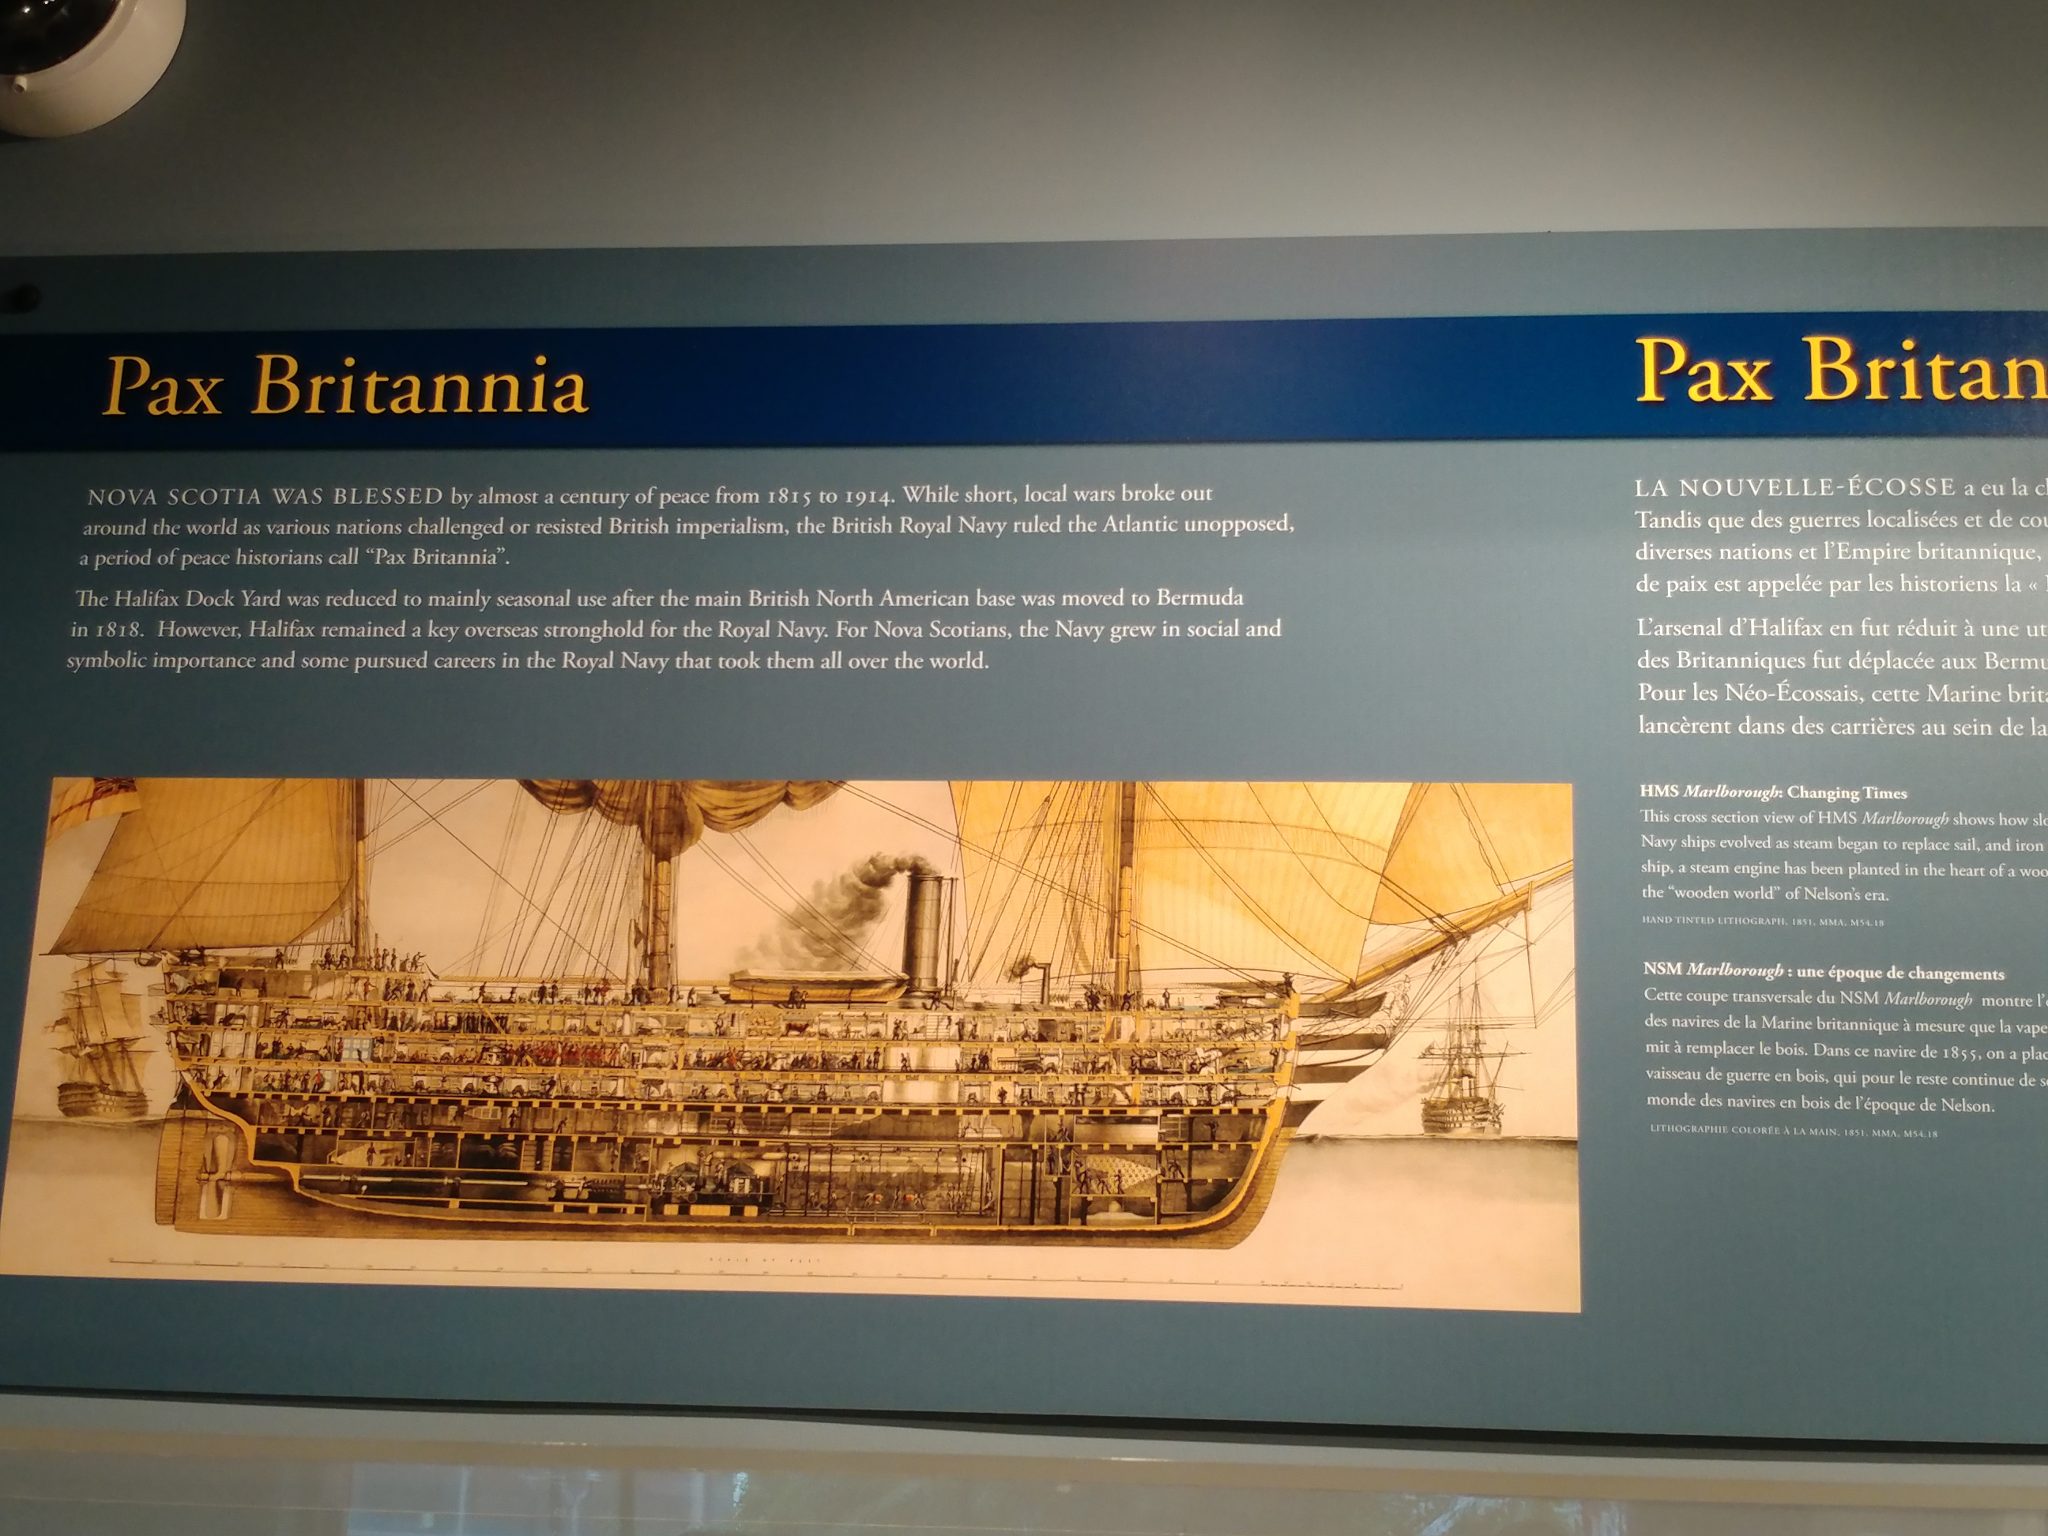 Pax Britannia
NOVA SCOTIA WAS BLESSED by almost a century of peace from 1815 to 1914. While short, local wars broke out
around the world as various nations challenged or resisted British imperialism, the British Royal Navy ruled the Atlantic unopposed,
a period of peace historians call “Pax Britannia”.
The Halifax Dock Yard was reduced to mainly seasonal use after the main British North American base was moved to Bermuda
in 1818. However, Halifax remained a key overseas stronghold for the Royal Navy. For Nova Scotians, the Navy grew in social and
symbolic importance and some pursued careers in the Royal Navy that took them all over the world.
SCALE OF FEET
Pax Britan
LA NOUVELLE-ÉCOSSE a eu la
Tandis que des guerres localisées et de
diverses nations et l’Empire britannique,
de paix est appelée par les historiens la «
L’arsenal d’Halifax en fut réduit à une
des Britanniques fut déplacée aux
Pour les Néo-Écossais, cette Marine
lancèrent dans des carrières au sein de la
HMS Marlborough: Changing Times
This cross section view of HMS Marlborough shows how
Navy ships evolved as steam began to replace sail, and iron
ship, a steam engine has been planted in the heart of a
the “wooden world” of Nelson’s era.
HAND TINTED LITHOGRAPH, 1851, MMA, M54.18
NSM Marlborough : une époque de changements
Cette coupe transversale du NSM Marlborough montre
des navires de la Marine britannique à mesure que la
mit à remplacer le bois. Dans ce navire de 1855, on a
vaisseau de guerre en bois, qui pour le reste continue de
monde des navires en bois de l’époque de Nelson.
LITHOGRAPHIE COLORÉE À LA MAIN, 1851, MMA, M54.18